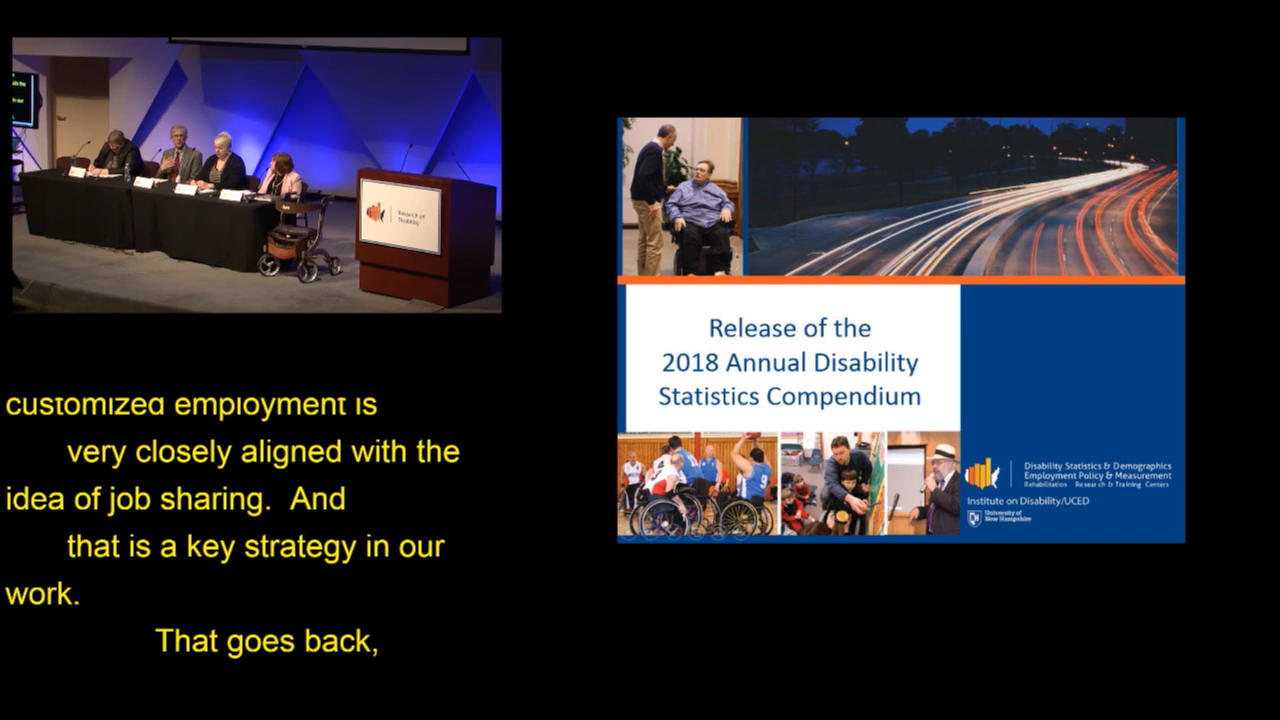 Research on
Disability
customized employment is
very closely aligned with the
idea of job sharing.  And
that is a key strategy in our
work.
That goes back,
Release of the
2018 Annual Disability
Statistics Compendium
9
Disability Statistics & Demographics
Employment Policy & Measurement
Rehabilitation Research & Training Centers
Institute on Disability/UCED
University of
New Hampshire